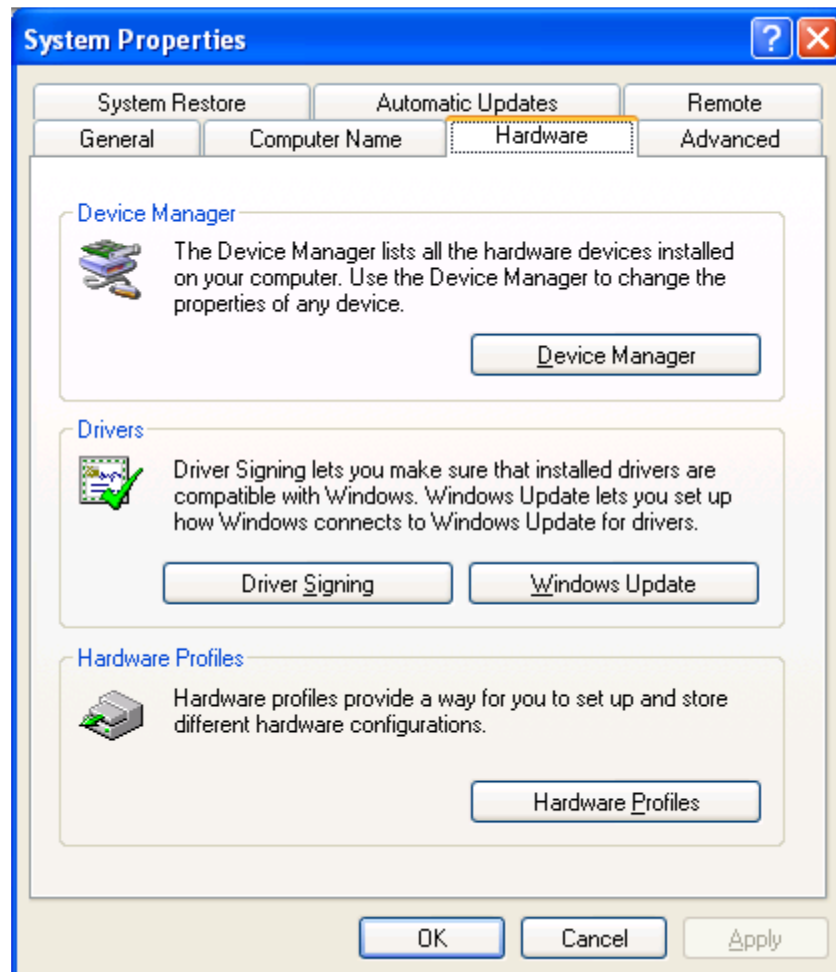 System Properties
System Restore Automatic Updates Remote
General Computer Name Hardware Advanced
Device Manager
The Device Manager lists all the hardware devices installed
on your computer. Use the Device Manager to change the
properties of any device.
Device Manager
Drivers
Driver Signing lets you make sure that installed drivers are
compatible with Windows. Windows Update lets you set up
how Windows connects to Windows Update for drivers.
Driver Signing Windows Update
Hardware Profiles
Hardware profiles provide a way for you to set up and store
different hardware configurations.
Hardware Profiles
OK Cancel Apply